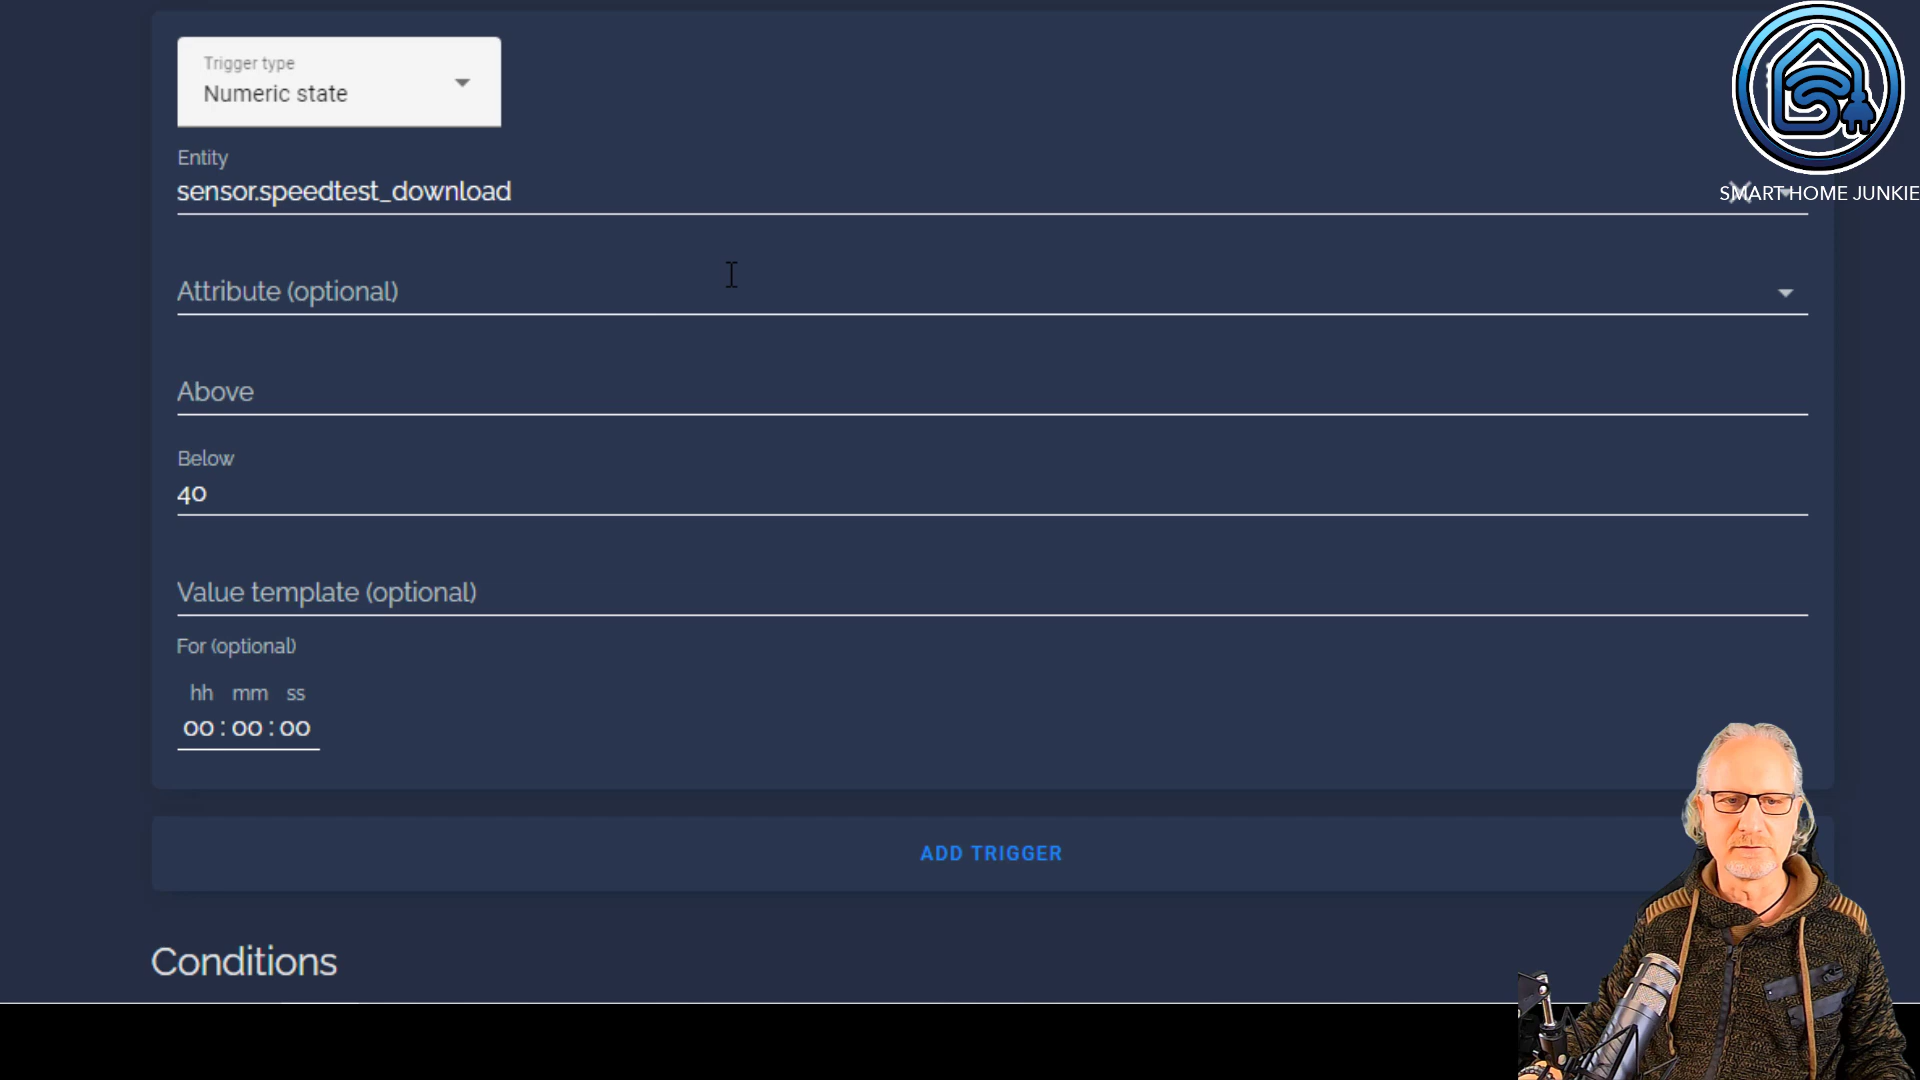 Trigger type
Numeric state
Entity
sensor.speedtest_download
SMART HOME JUNKIE
Attribute (optional)
Above
Below
40
Value template (optional)
For (optional)
hh mm ss
00 : 00 : 00
ADD TRIGGER
Conditions